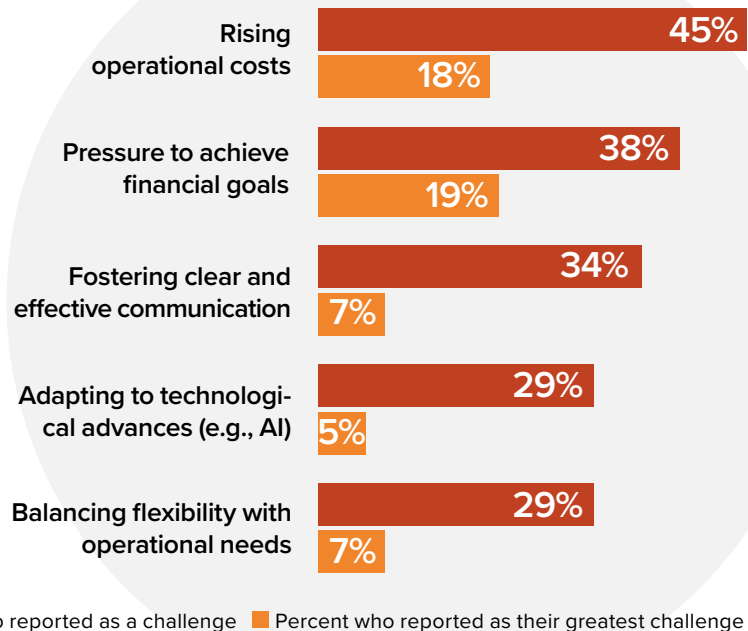 Rising
operational costs
45%
18%
Pressure to achieve
financial goals
38%
19%
Fostering clear and
effective communication
34%
7%
Adapting to technologi-
cal advances (e.g., AI)
29%
5%
Balancing flexibility with
operational needs
29%
7%
reported as a challenge Percent who reported as their greatest challenge